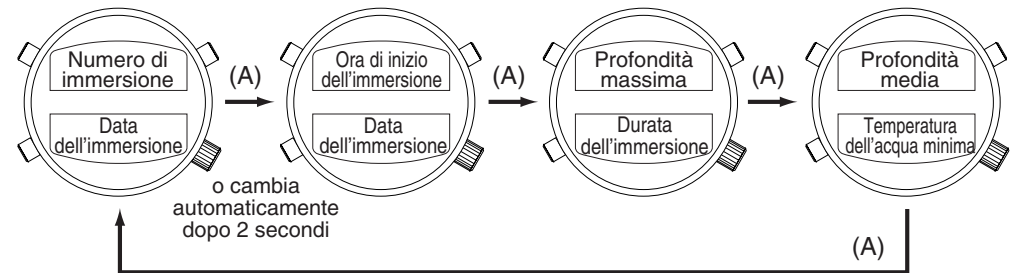 Numero di
immersione
Data
dell'immersione
(A)
o cambia
automaticamente
dopo 2 secondi
Ora di inizio
dell'immersione
Data
dell'immersione
(A)
Profondità
massima
Durata
dell'immersione
(A)
Profondità
media
Temperatura
dell'acqua minima
(A)